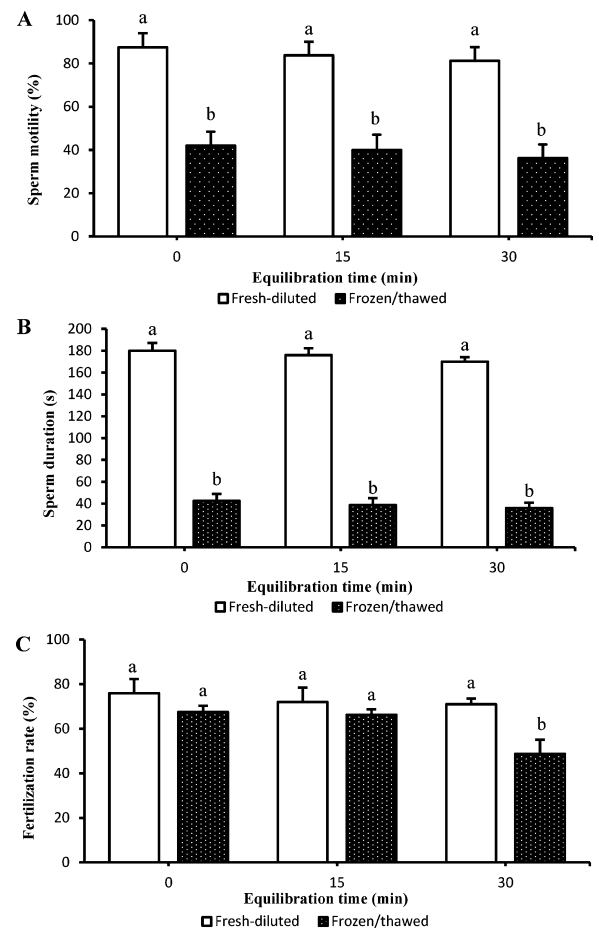 A
Sperm motility (%)
100
80
60
40
20
0
a
b
a
b
a
b
0
15
30
Equilibration time (min)
Fresh-diluted
Frozen/thawed
B
Sperm duration (s)
200
180
160
140
120
100
80
60
40
20
0
a
b
a
b
a
b
0
15
30
Equilibration time (min)
Fresh-diluted
Frozen/thawed
C
Fertilization rate (%)
100
80
60
40
20
0
a
a
a
a
a
b
0
15
30
Equilibration time (min)
Fresh-diluted
Frozen/thawed